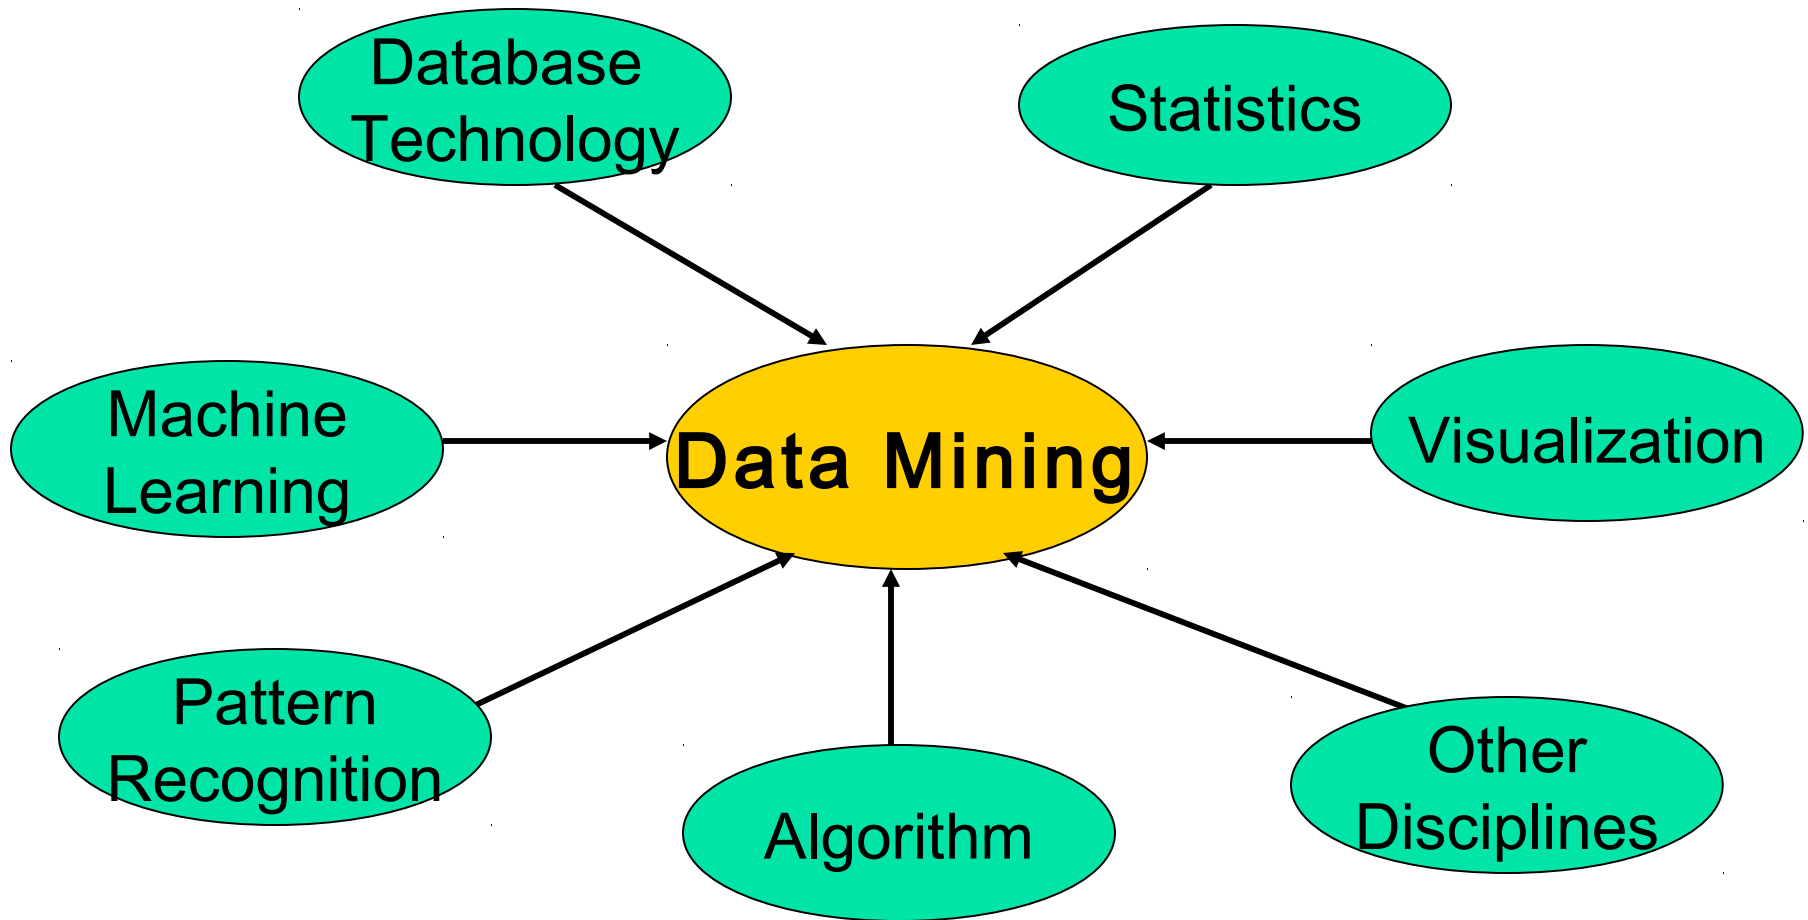 Database
Technology
Statistics
Machine
Learning
Data Mining
Visualization
Pattern
Recognition
Algorithm
Other
Disciplines